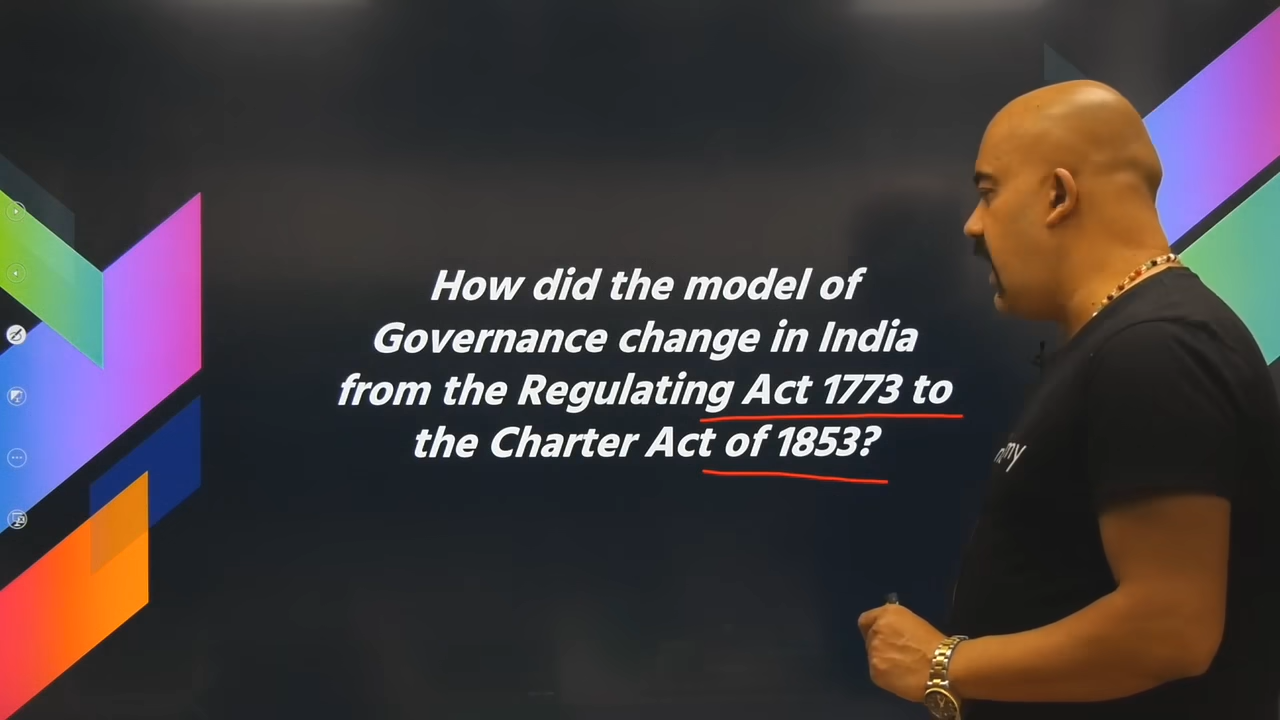 How did the model of
Governance change in India
from the Regulating Act 1773 to
the Charter Act of 1853?
my